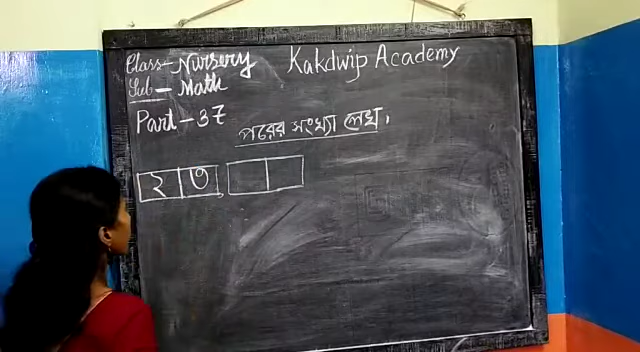 Class - Nursery
Kakdwip Academy
Sub - Math
Part - 37
পরের সংখ্যা লেখ।
২ ৩